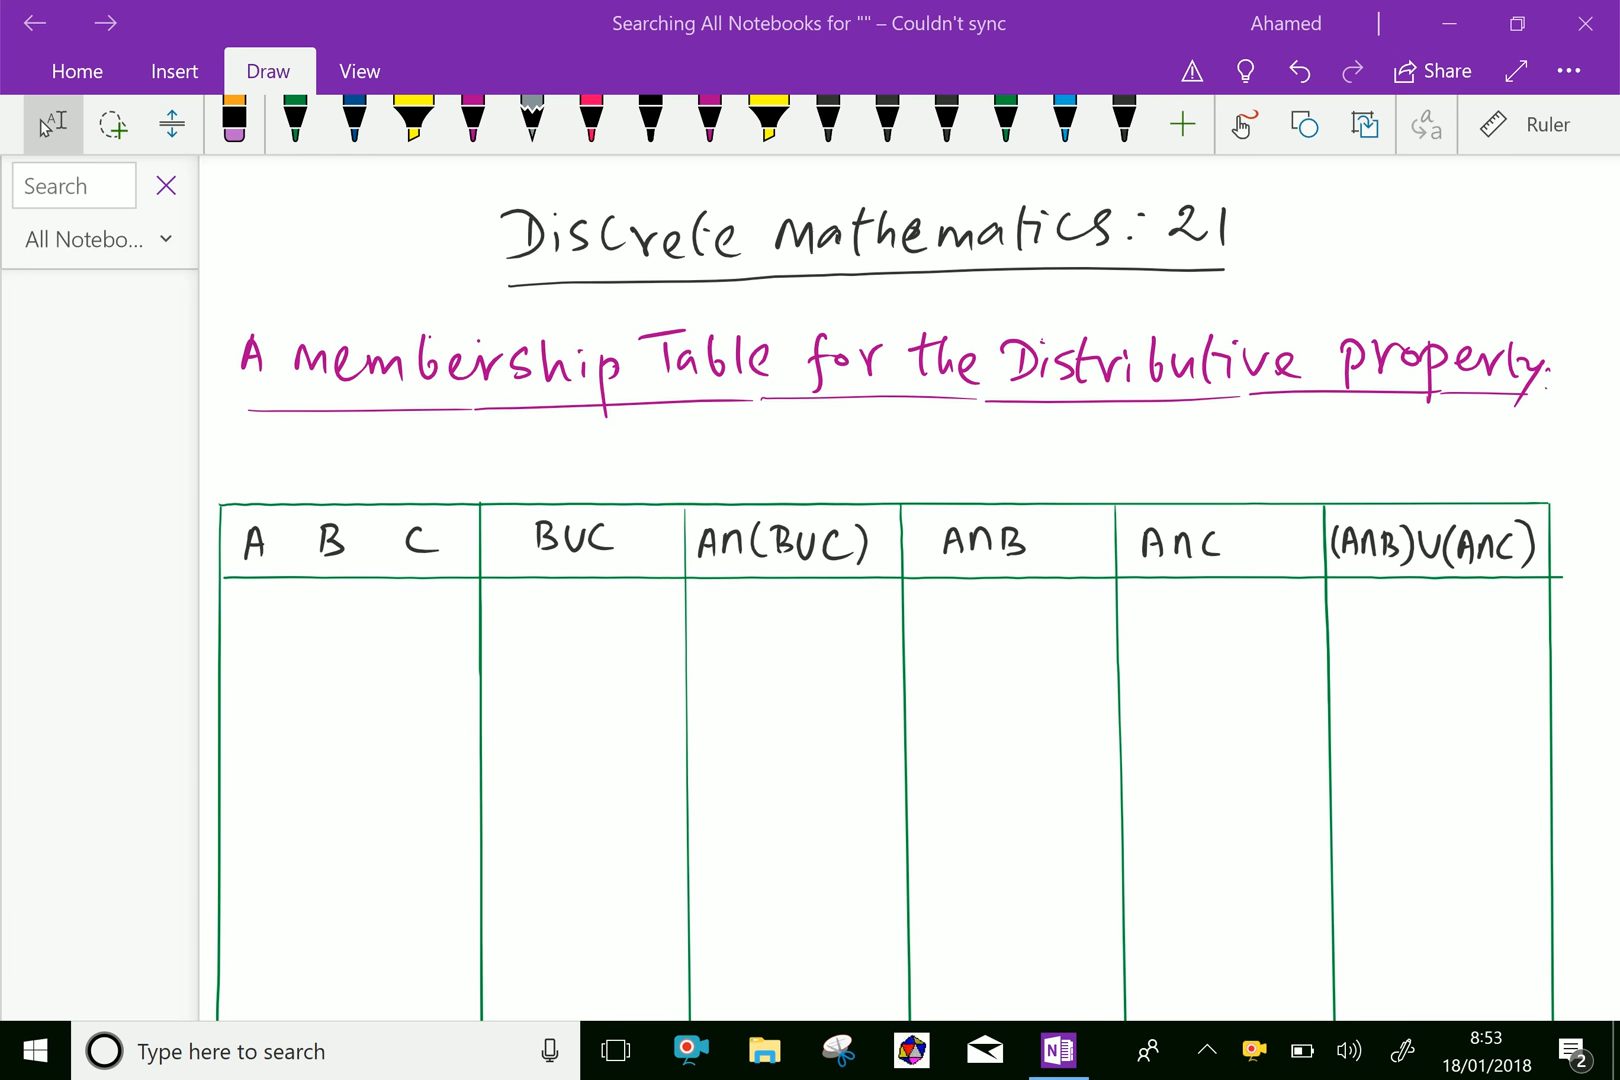 Searching All Notebooks for "" – Couldn't sync
Ahamed
Home Insert Draw View
Share
Ruler
Search
All Notebo...
Discrete Mathematics: 21
A membership Table for the Distributive property.
A B C B∪C A∩(B∪C) A∩B A∩C (A∩B)∪(A∩C)
Type here to search
8:53
18/01/2018
2